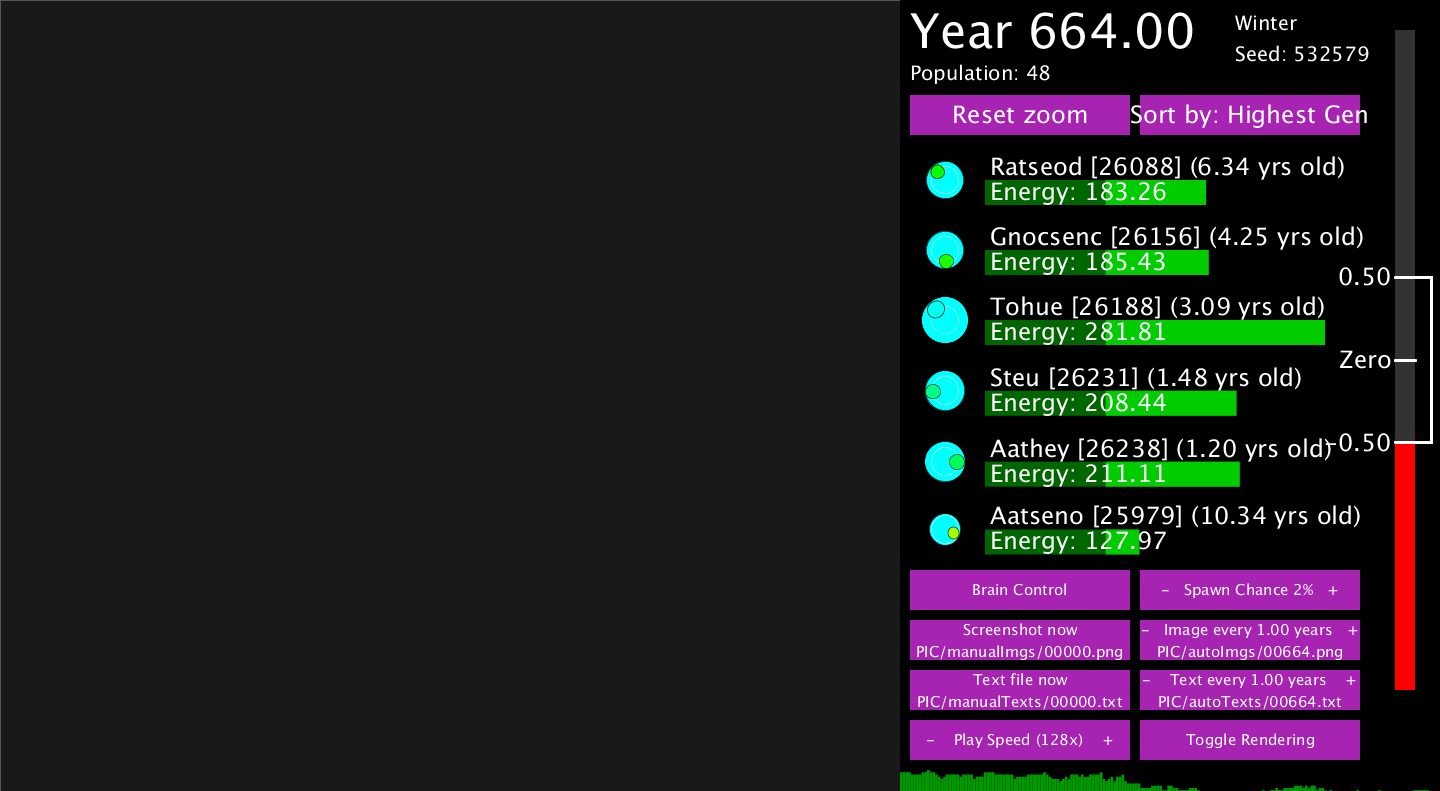 Year 664.00
Winter
Seed: 532579
Population: 48
Reset zoom
Sort by: Highest Gen
Ratseod [26088] (6.34 yrs old)
Energy: 183.26
Gnocsenc [26156] (4.25 yrs old)
Energy: 185.43
0.50
Tohue [26188] (3.09 yrs old)
Energy: 281.81
Zero
Steu [26231] (1.48 yrs old)
Energy: 208.44
Aathey [26238] (1.20 yrs old)
-0.50
Energy: 211.11
Aatseno [25979] (10.34 yrs old)
Energy: 127.97
Brain Control
- Spawn Chance 2% +
Screenshot now
PIC/manualImgs/00000.png
- Image every 1.00 years +
PIC/autoImgs/00664.png
Text file now
PIC/manualTexts/00000.txt
- Text every 1.00 years +
PIC/autoTexts/00664.txt
- Play Speed (128x) +
Toggle Rendering